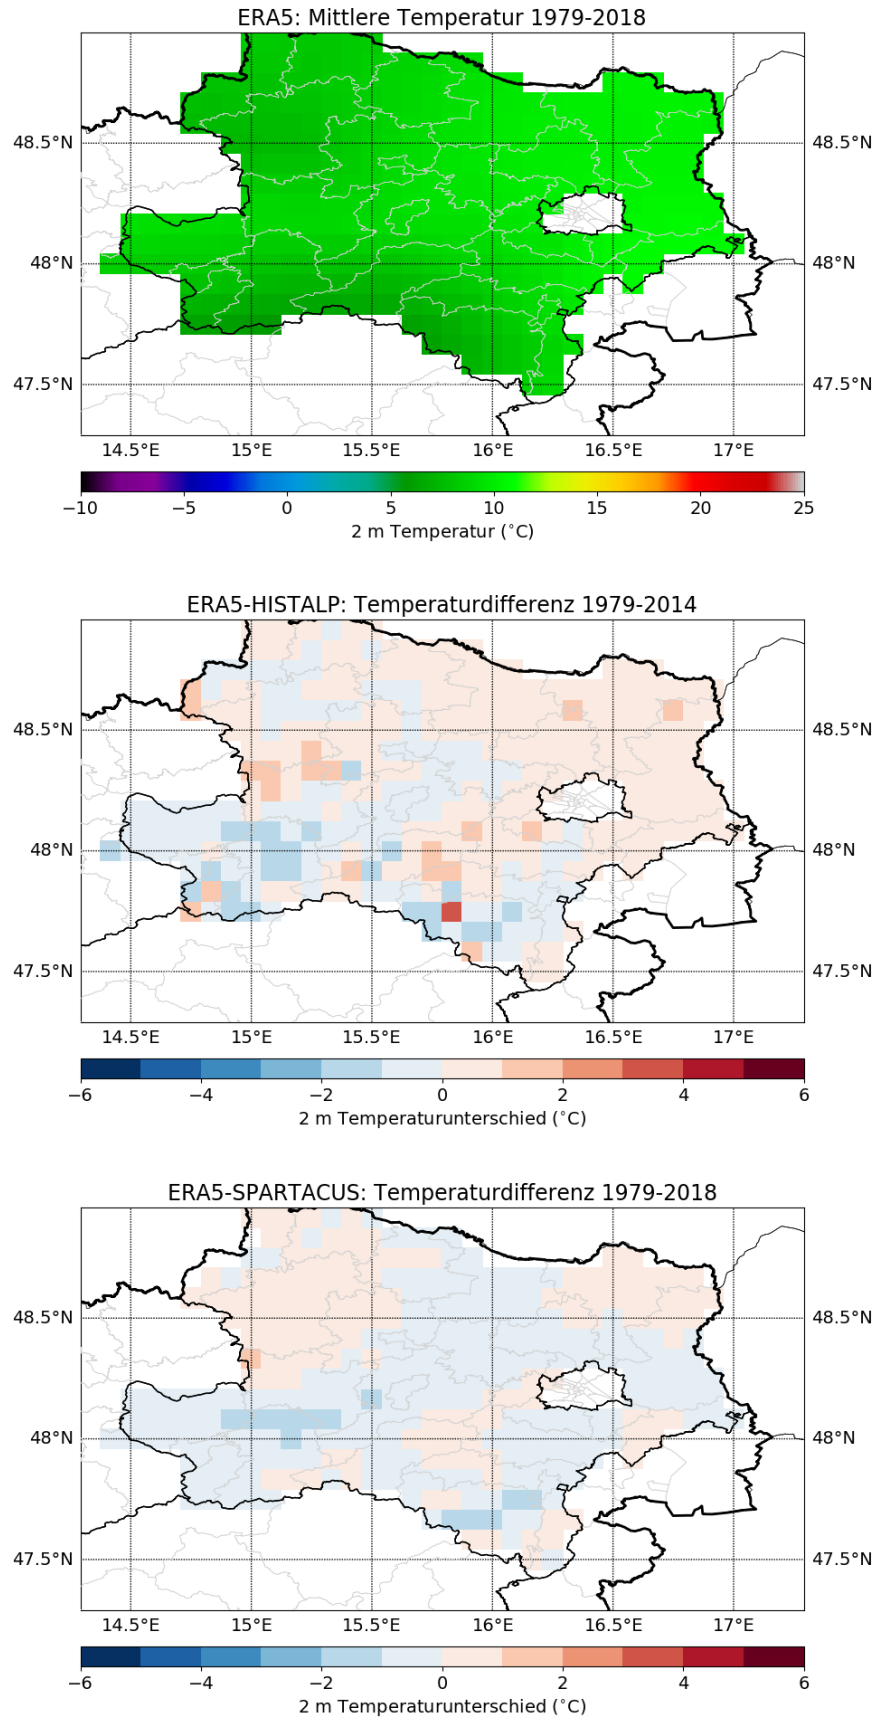 ERA5: Mittlere Temperatur 1979-2018
48.5°N 48.5°N
48°N 48°N
47.5°N 47.5°N
14.5°E 15°E 15.5°E 16°E 16.5°E 17°E
−10 −5 0 5 10 15 20 25
2 m Temperatur (°C)
ERA5-HISTALP: Temperaturdifferenz 1979-2014
48.5°N 48.5°N
48°N 48°N
47.5°N 47.5°N
14.5°E 15°E 15.5°E 16°E 16.5°E 17°E
−6 −4 −2 0 2 4 6
2 m Temperaturunterschied (°C)
ERA5-SPARTACUS: Temperaturdifferenz 1979-2018
48.5°N 48.5°N
48°N 48°N
47.5°N 47.5°N
14.5°E 15°E 15.5°E 16°E 16.5°E 17°E
−6 −4 −2 0 2 4 6
2 m Temperaturunterschied (°C)